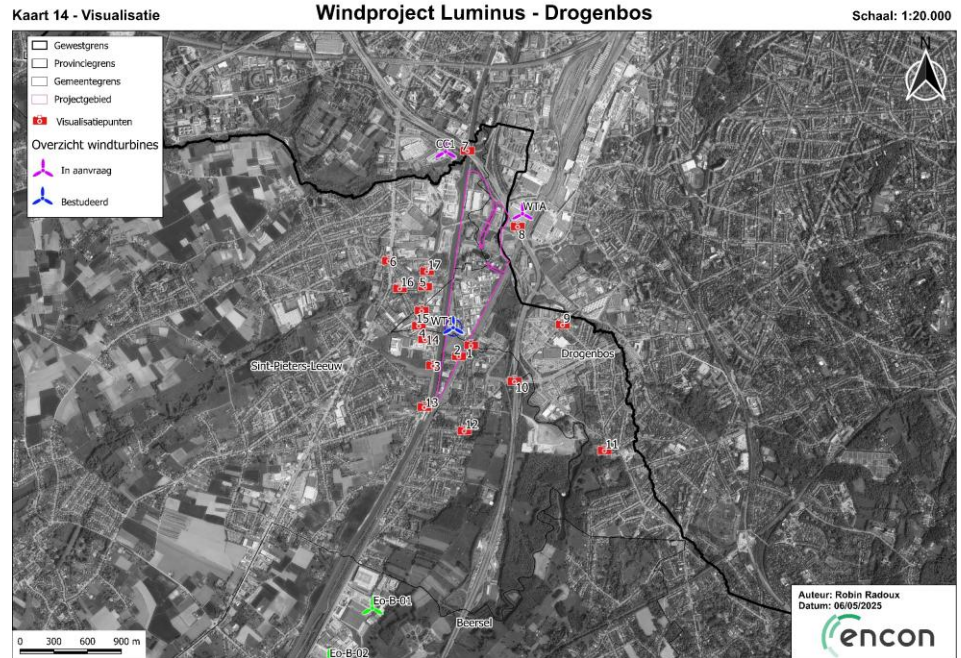 Kaart 14 - Visualisatie
Windproject Luminus - Drogenbos
Schaal: 1:20.000
Gewestgrens
Provinciegrens
Gemeentegrens
Projectgebied
Visualisatiepunten
Overzicht windturbines
In aanvraag
Bestudeerd
N
CC1
7
WTA
8
6
17
16
5
15
WT1
4
14
9
2
1
Drogenbos
Sint-Pieters-Leeuw
3
10
13
12
11
Eo-B-01
Beersel
Eo-B-02
0 300 600 900 m
Auteur: Robin Radoux
Datum: 06/05/2025
encon